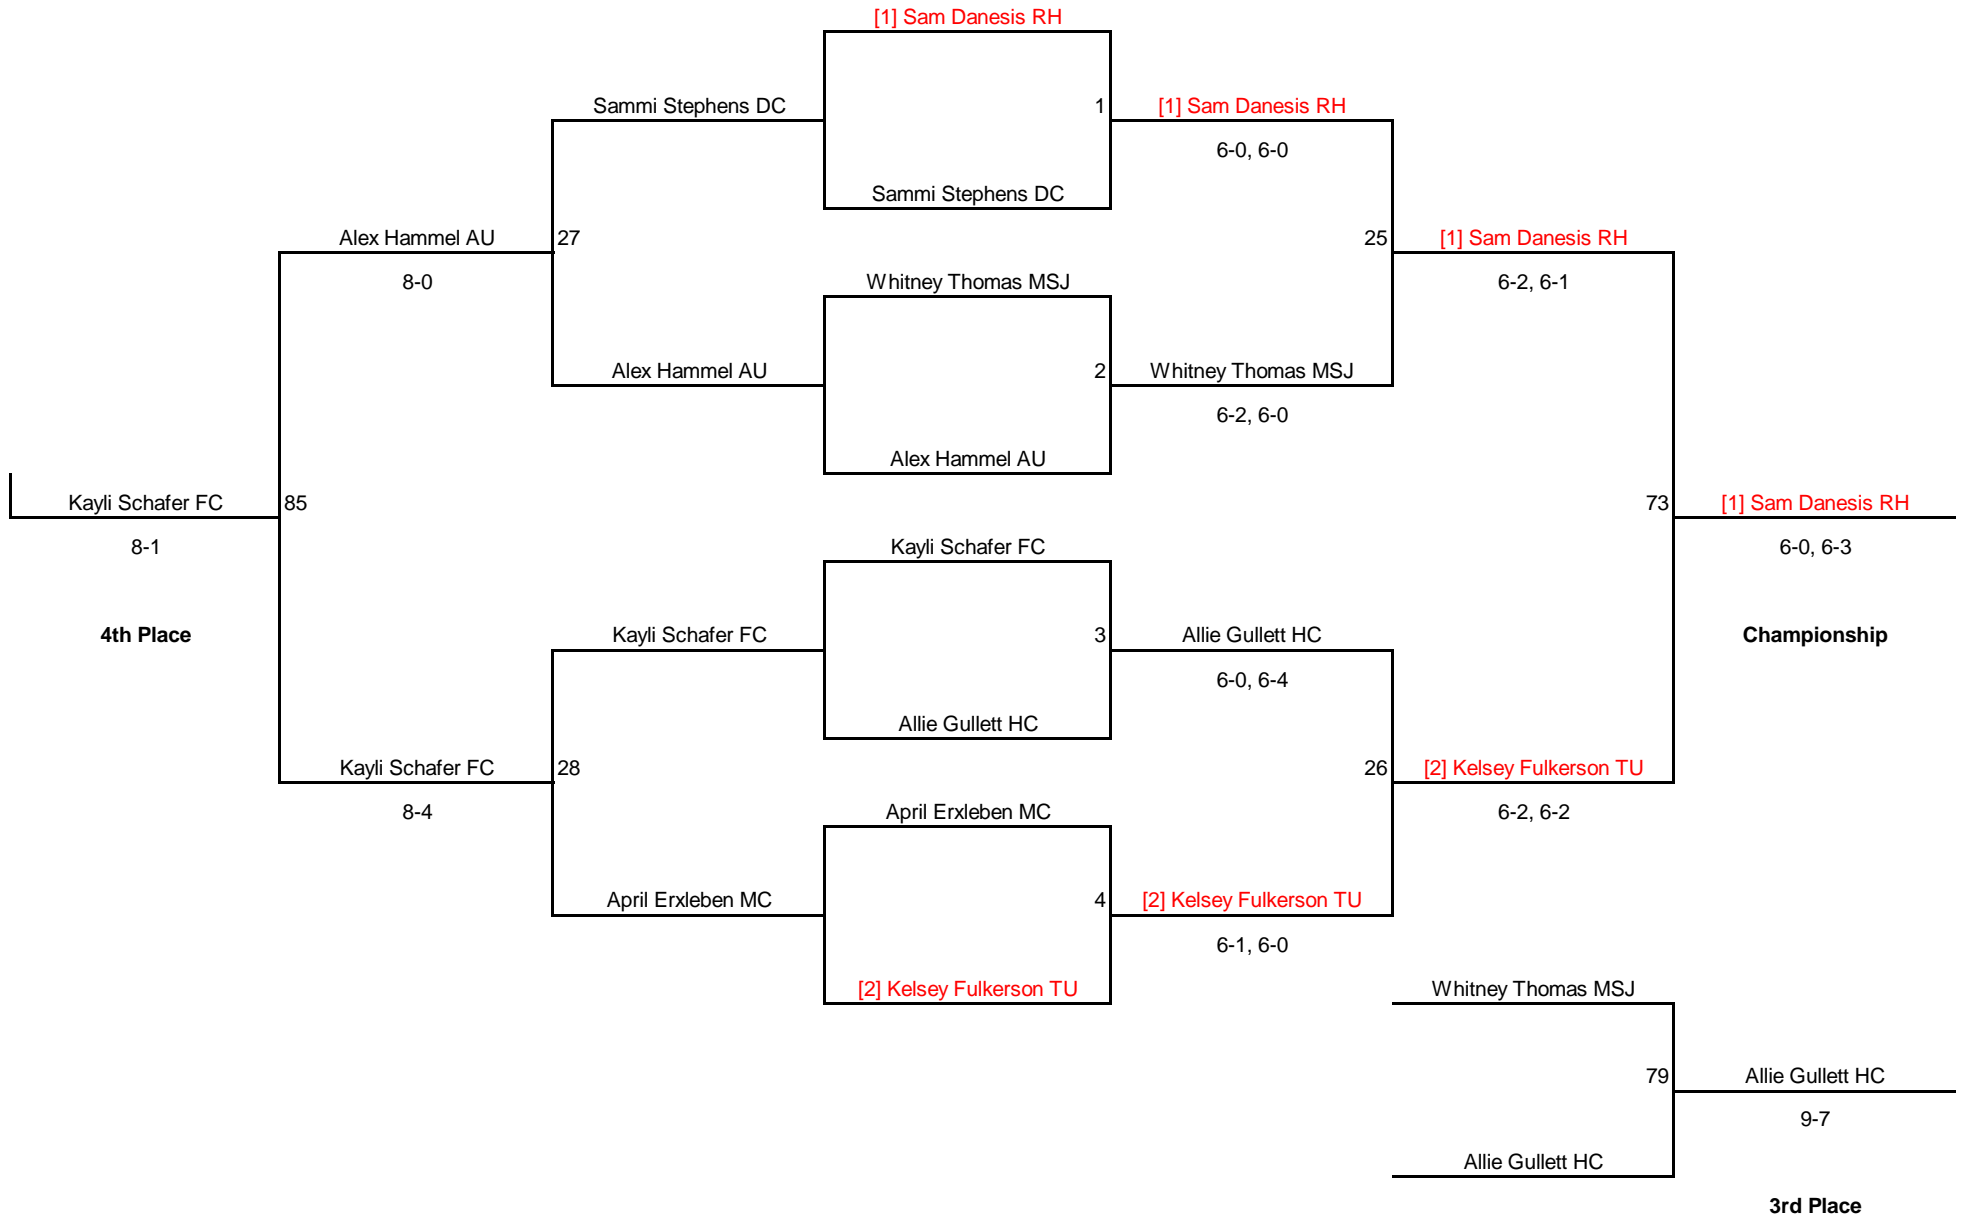 [1] Sam Danesis RH
Sammi Stephens DC
1
[1] Sam Danesis RH
6-0, 6-0
Sammi Stephens DC
Alex Hammel AU
27
25
[1] Sam Danesis RH
8-0
Whitney Thomas MSJ
6-2, 6-1
Alex Hammel AU
2
Whitney Thomas MSJ
6-2, 6-0
Alex Hammel AU
Kayli Schafer FC
85
73
[1] Sam Danesis RH
8-1
Kayli Schafer FC
6-0, 6-3
4th Place
Kayli Schafer FC
3
Allie Gullett HC
Championship
6-0, 6-4
Allie Gullett HC
Kayli Schafer FC
28
26
[2] Kelsey Fulkerson TU
8-4
April Erxleben MC
6-2, 6-2
April Erxleben MC
4
[2] Kelsey Fulkerson TU
6-1, 6-0
[2] Kelsey Fulkerson TU
Whitney Thomas MSJ
79
Allie Gullett HC
9-7
Allie Gullett HC
3rd Place